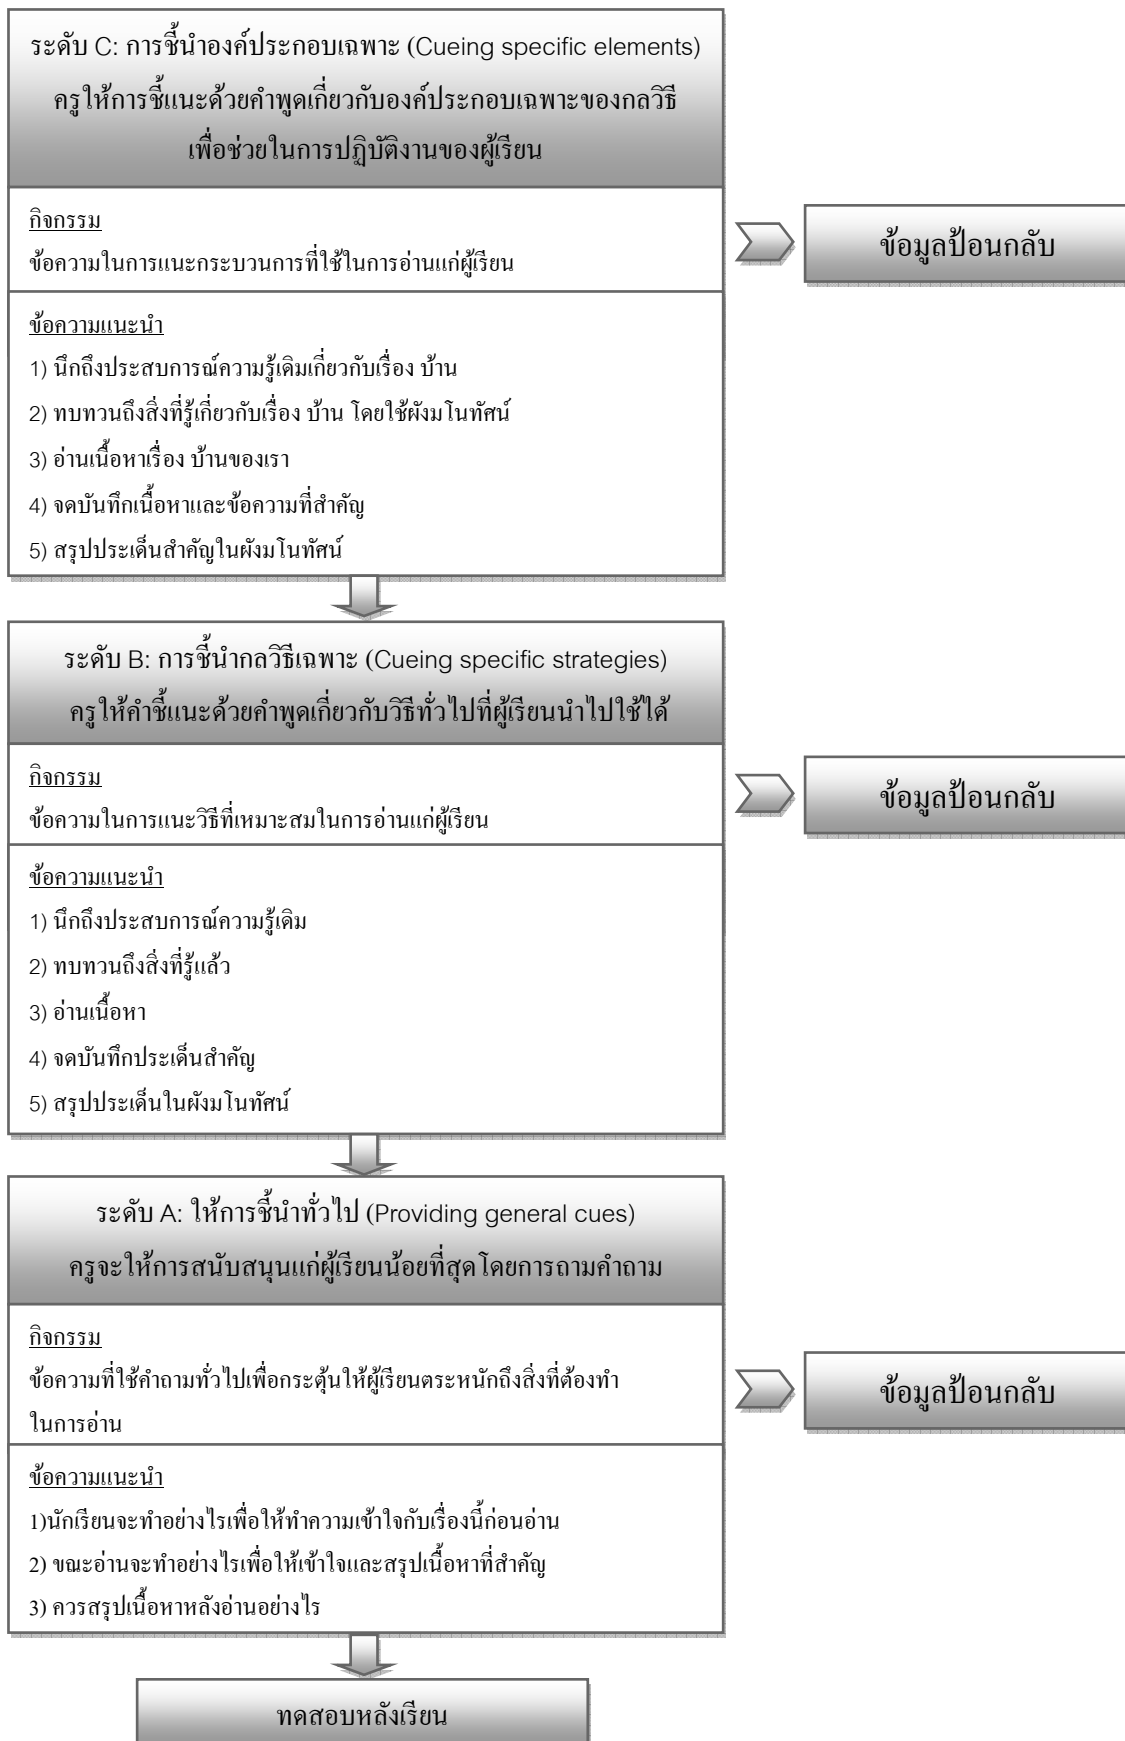 ระดับ C: การชี้นำองค์ประกอบเฉพาะ (Cueing specific elements)
ครูให้การชี้แนะด้วยคำพูดเกี่ยวกับองค์ประกอบเฉพาะของกลวิธี
เพื่อช่วยในการปฏิบัติงานของผู้เรียน
กิจกรรม
ข้อความในการแนะกระบวนการที่ใช้ในการอ่านแก่ผู้เรียน
ข้อมูลป้อนกลับ
ข้อความแนะนำ
1) นึกถึงประสบการณ์ความรู้เดิมเกี่ยวกับเรื่อง บ้าน
2) ทบทวนถึงสิ่งที่รู้เกี่ยวกับเรื่อง บ้าน โดยใช้ผังมโนทัศน์
3) อ่านเนื้อหาเรื่อง บ้านของเรา
4) จดบันทึกเนื้อหาและข้อความที่สำคัญ
5) สรุปประเด็นสำคัญในผังมโนทัศน์
ระดับ B: การชี้นำกลวิธีเฉพาะ (Cueing specific strategies)
ครูให้คำชี้แนะด้วยคำพูดเกี่ยวกับวิธีทั่วไปที่ผู้เรียนนำไปใช้ได้
กิจกรรม
ข้อความในการแนะวิธีที่เหมาะสมในการอ่านแก่ผู้เรียน
ข้อมูลป้อนกลับ
ข้อความแนะนำ
1) นึกถึงประสบการณ์ความรู้เดิม
2) ทบทวนถึงสิ่งที่รู้แล้ว
3) อ่านเนื้อหา
4) จดบันทึกประเด็นสำคัญ
5) สรุปประเด็นในผังมโนทัศน์
ระดับ A: ให้การชี้นำทั่วไป (Providing general cues)
ครูจะให้การสนับสนุนแก่ผู้เรียนน้อยที่สุดโดยการถามคำถาม
กิจกรรม
ข้อความที่ใช้คำถามทั่วไปเพื่อกระตุ้นให้ผู้เรียนตระหนักถึงสิ่งที่ต้องทำ
ในการอ่าน
ข้อมูลป้อนกลับ
ข้อความแนะนำ
1)นักเรียนจะทำอย่างไรเพื่อให้ทำความเข้าใจกับเรื่องนี้ก่อนอ่าน
2) ขณะอ่านจะทำอย่างไรเพื่อให้เข้าใจและสรุปเนื้อหาที่สำคัญ
3) ควรสรุปเนื้อหาหลังอ่านอย่างไร
ทดสอบหลังเรียน